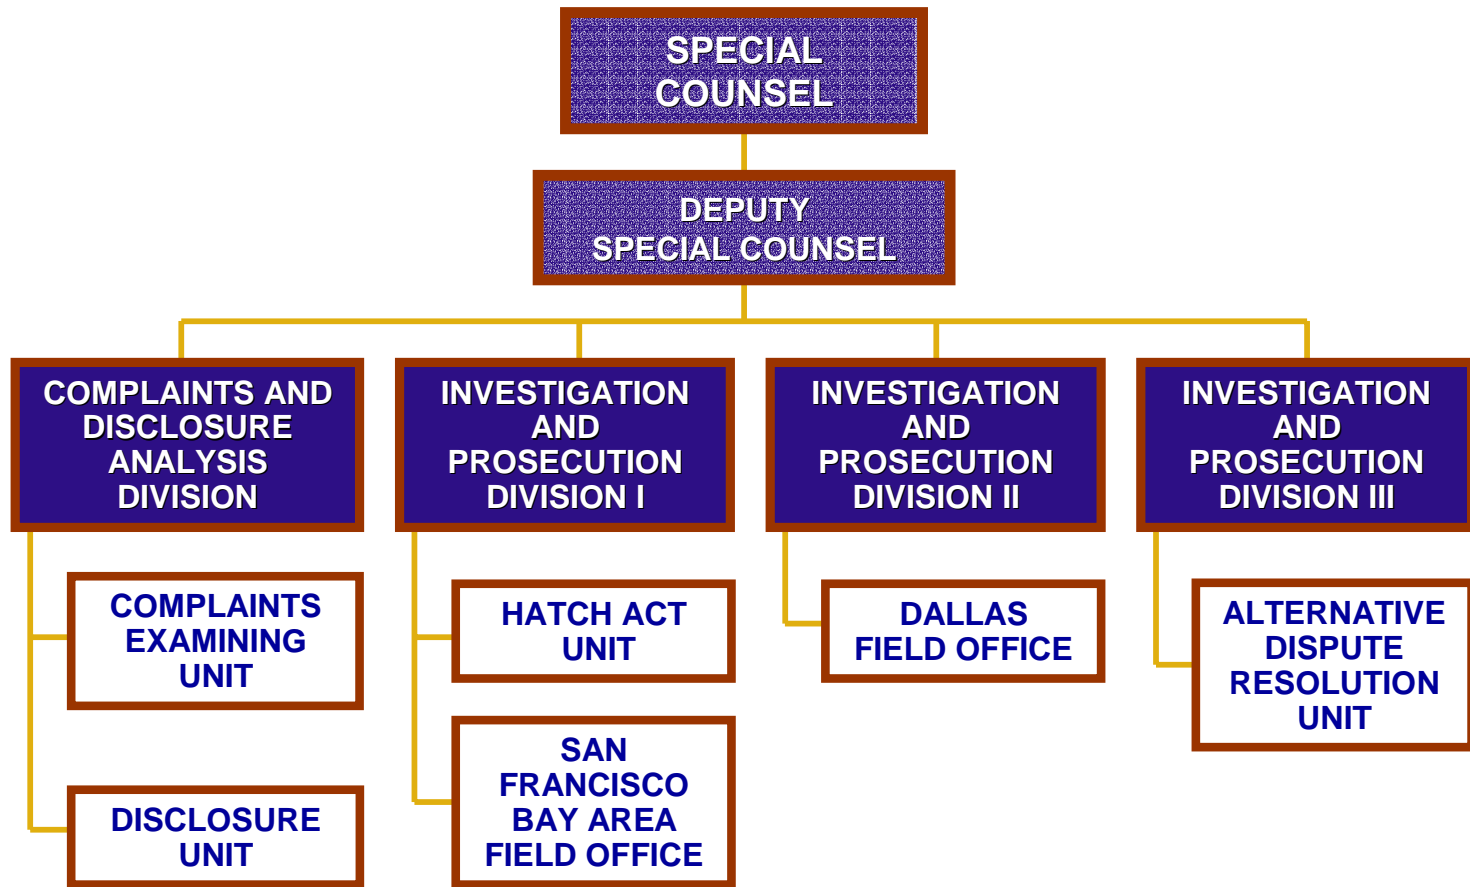 SPECIAL
COUNSEL
DEPUTY
SPECIAL COUNSEL
COMPLAINTS AND
DISCLOSURE
ANALYSIS
DIVISION
INVESTIGATION
AND
PROSECUTION
DIVISION I
INVESTIGATION
AND
PROSECUTION
DIVISION II
INVESTIGATION
AND
PROSECUTION
DIVISION III
COMPLAINTS
EXAMINING
UNIT
DISCLOSURE
UNIT
HATCH ACT
UNIT
SAN
FRANCISCO
BAY AREA
FIELD OFFICE
DALLAS
FIELD OFFICE
ALTERNATIVE
DISPUTE
RESOLUTION
UNIT